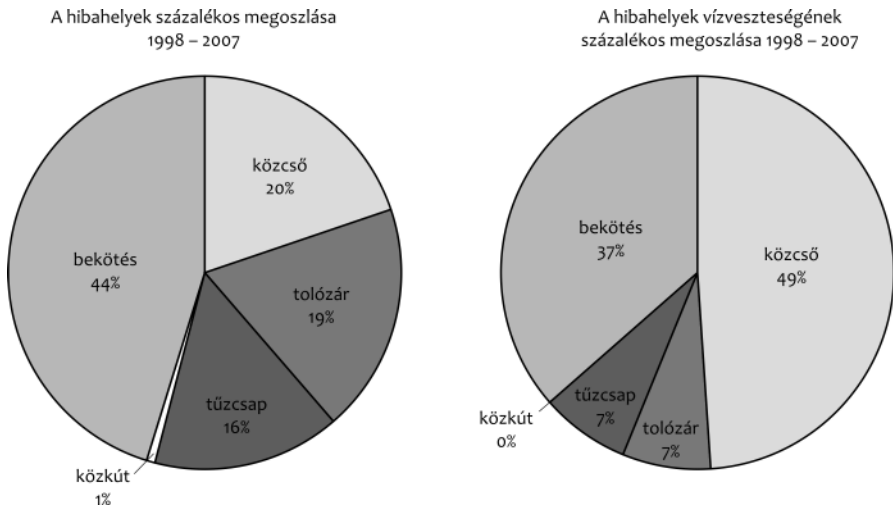 A hibahelyek százalékos megoszlása
1998 – 2007
közcső
20%
tolózár
19%
tűzcsap
16%
közkút
1%
bekötés
44%
A hibahelyek vízveszteségének
százalékos megoszlása 1998 – 2007
közcső
49%
tolózár
7%
tűzcsap
7%
közkút
0%
bekötés
37%